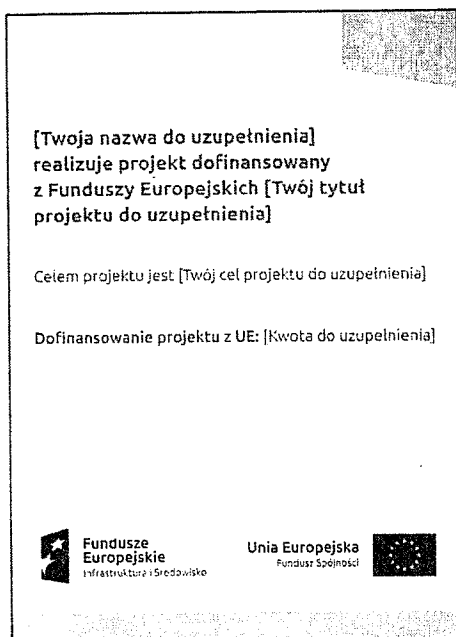 [Twoja nazwa do uzupełnienia]
realizuje projekt dofinansowany
z Funduszy Europejskich [Twój tytuł
projektu do uzupełnienia]
Celem projektu jest [Twój cel projektu do uzupełnienia]
Dofinansowanie projektu z UE: [Kwota do uzupełnienia]
Fundusze
Europejskie
Infrastruktura i Środowisko
Unia Europejska
Fundusz Spójności